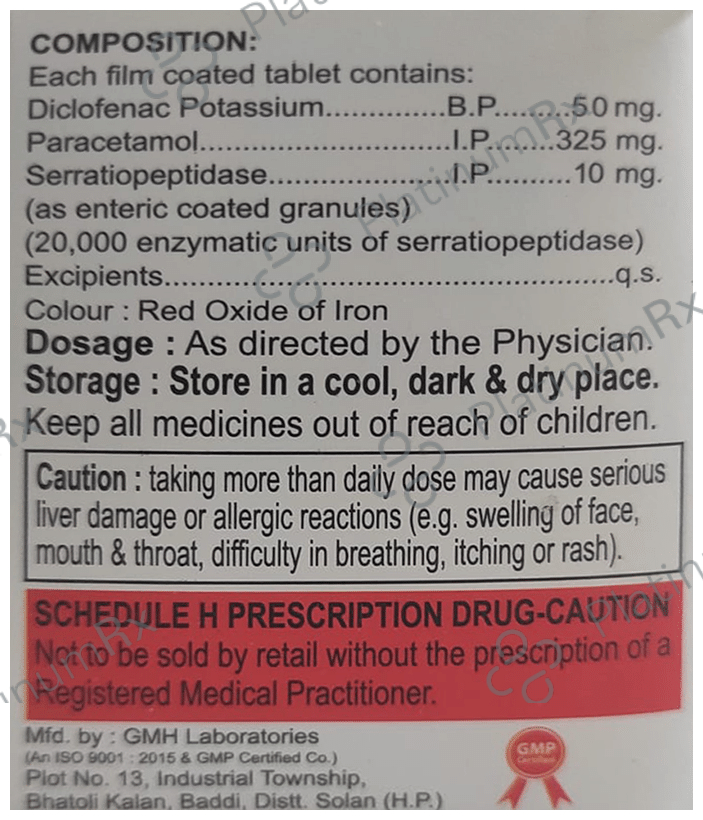 COMPOSITION:
Each film coated tablet contains:
Diclofenac Potassium...............B.P..........50 mg.
Paracetamol...............................I.P........325 mg.
Serratiopeptidase.......................I.P..........10 mg.
(as enteric coated granules)
(20,000 enzymatic units of serratiopeptidase)
Excipients.......................................................q.s.
Colour : Red Oxide of Iron
Dosage : As directed by the Physician.
Storage : Store in a cool, dark & dry place.
Keep all medicines out of reach of children.
Caution : taking more than daily dose may cause serious
liver damage or allergic reactions (e.g. swelling of face,
mouth & throat, difficulty in breathing, itching or rash).
SCHEDULE H PRESCRIPTION DRUG-CAUTION
Not to be sold by retail without the prescription of a
Registered Medical Practitioner.
Mfd. by : GMH Laboratories
(An ISO 9001 : 2015 & GMP Certified Co.)
Plot No. 13, Industrial Township,
Bhatoli Kalan, Baddi, Distt. Solan (H.P.)
GMP
Certified
PlatinumRx
PlatinumRx
PlatinumRx